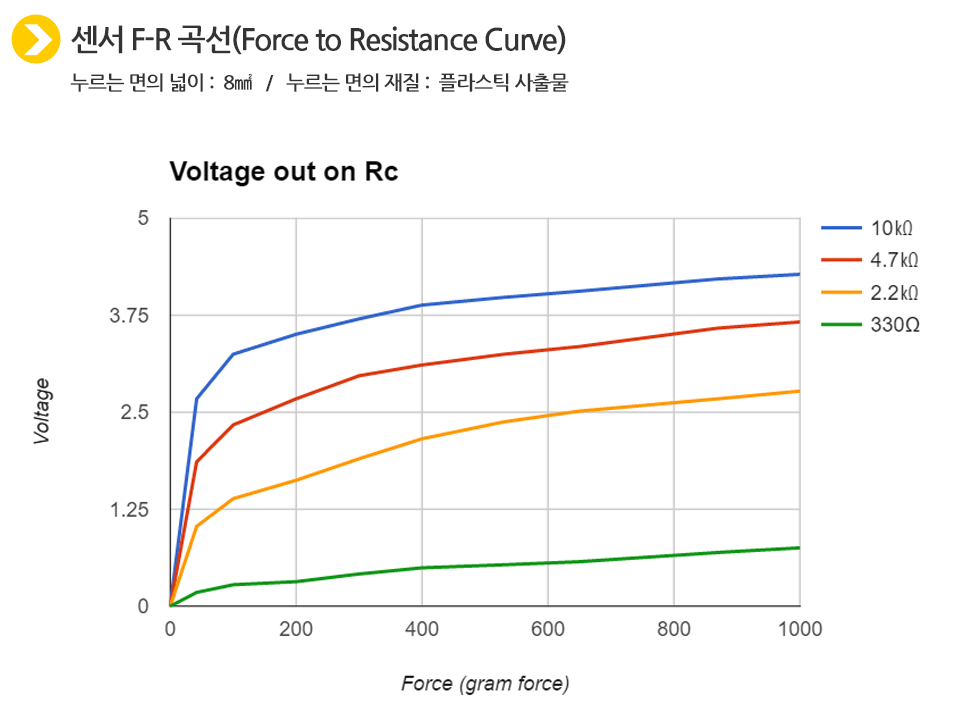 센서 F-R 곡선(Force to Resistance Curve)
누르는 면의 넓이 : 8㎟ / 누르는 면의 재질 : 플라스틱 사출물
Voltage out on Rc
5
3.75
2.5
1.25
0
Voltage
0 200 400 600 800 1000
Force (gram force)
10㏀
4.7㏀
2.2㏀
330Ω